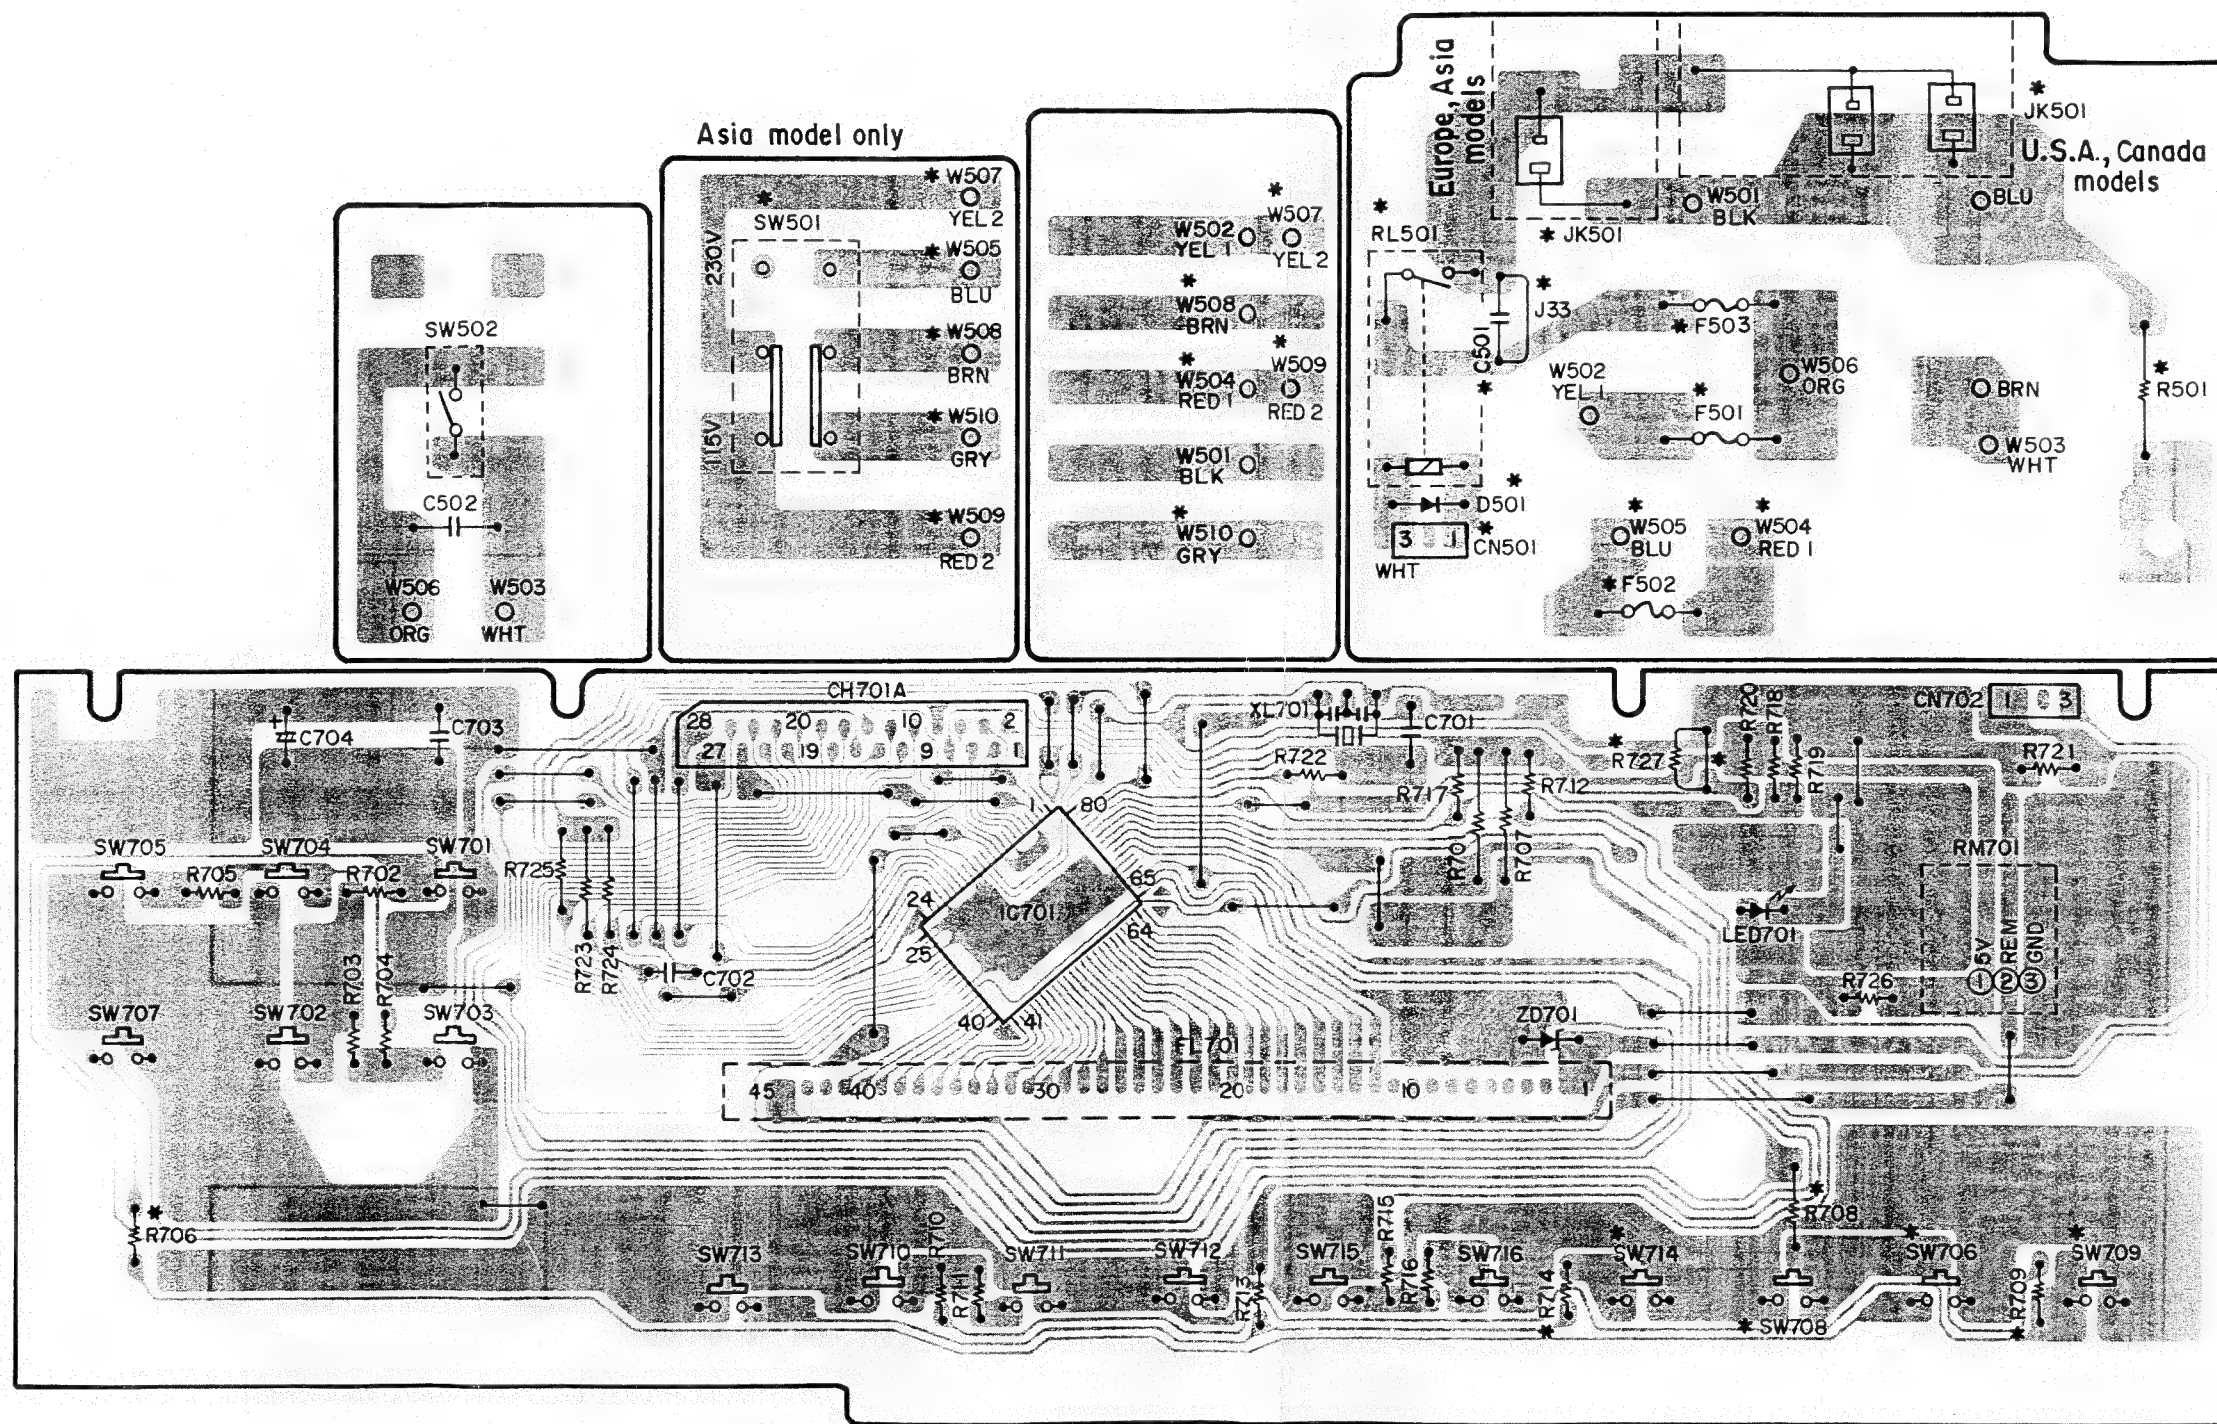 Asia model only
Europe, Asia
models
* JK501
U.S.A., Canada
models
* W507
YEL 2
*
SW501
230V
115V
* W505
BLU
* W508
BRN
* W510
GRY
* W509
RED 2
SW502
C502
W506
ORG
W503
WHT
W502
YEL 1
*
W507
YEL 2
*
W508
BRN
*
W504
RED 1
*
W509
RED 2
W501
BLK
*
W510
GRY
*
RL501
* JK501
W501
BLK
BLU
*
J33
C501
*
* F503
W502
YEL 1
*
F501
W506
ORG
BRN
W503
WHT
*
R501
*
D501
3 1
*
CN501
WHT
*
W505
BLU
*
W504
RED 1
* F502
CH701A
28 20 10 2
27 19 9 1
+
C704
C703
XL701
C701
R722
R717
R701
R707
R712
*
R727
*
R720
R718
R719
CN702 1 3
R721
SW705
SW704
SW701
R705
R702
R725
R723
R724
C702
1
80
24
25
IC701
65
64
40
41
RM701
LED701
① 5V
② REM
③ GND
R726
R703
R704
SW707
SW702
SW703
ZD701
FL701
45 40 30 20 10 1
*
R706
SW713
SW710
R710
R711
SW711
SW712
R713
SW715
R715
R716
SW716
R714
*
*
SW714
*
R708
* SW708
*
SW706
R709
*
*
SW709